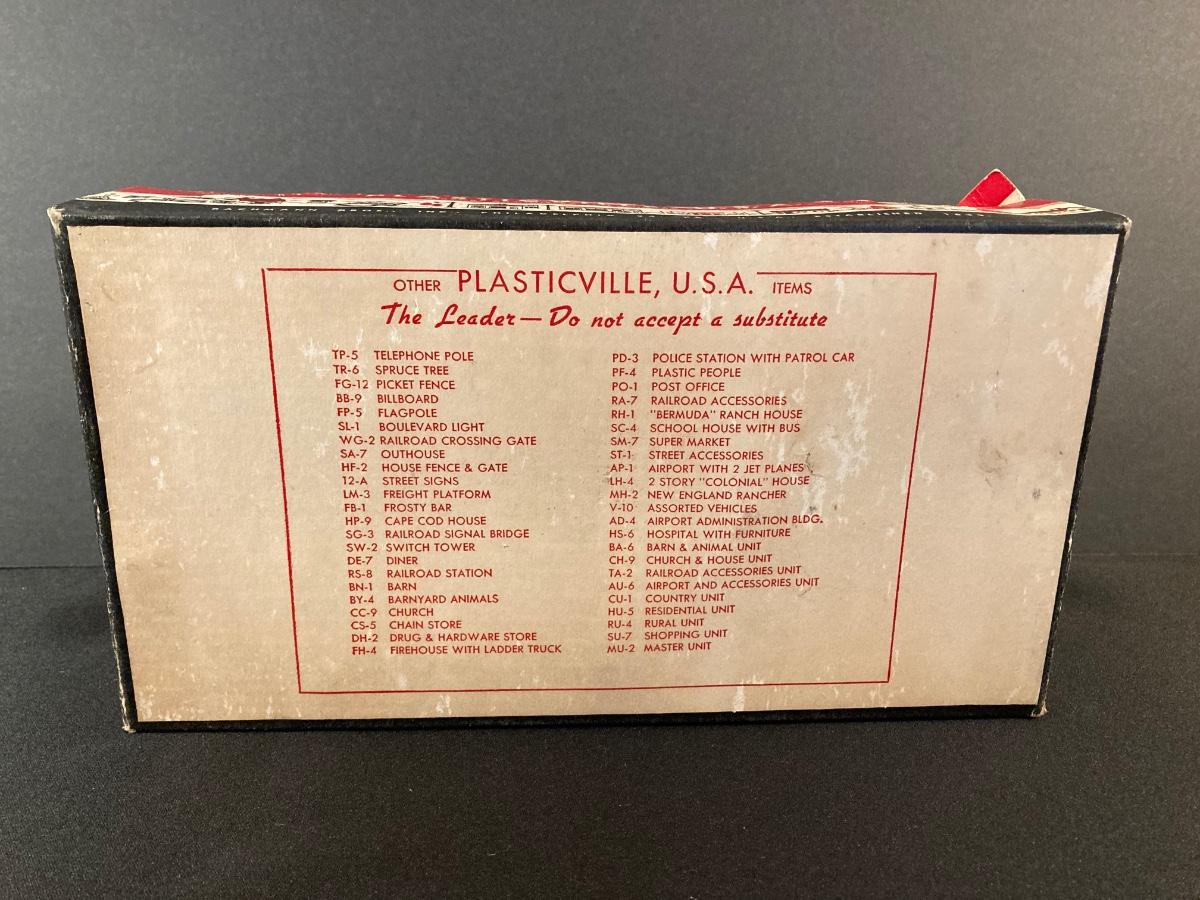 BACHMANN BROS., INC.
OTHER PLASTICVILLE, U.S.A. ITEMS
The Leader — Do not accept a substitute
TP-5 TELEPHONE POLE
TR-6 SPRUCE TREE
FG-12 PICKET FENCE
BB-9 BILLBOARD
FP-5 FLAGPOLE
SL-1 BOULEVARD LIGHT
WG-2 RAILROAD CROSSING GATE
SA-7 OUTHOUSE
HF-2 HOUSE FENCE & GATE
12-A STREET SIGNS
LM-3 FREIGHT PLATFORM
FB-1 FROSTY BAR
HP-9 CAPE COD HOUSE
SG-3 RAILROAD SIGNAL BRIDGE
SW-2 SWITCH TOWER
DE-7 DINER
RS-8 RAILROAD STATION
BN-1 BARN
BY-4 BARNYARD ANIMALS
CC-9 CHURCH
CS-5 CHAIN STORE
DH-2 DRUG & HARDWARE STORE
FH-4 FIREHOUSE WITH LADDER TRUCK
PD-3 POLICE STATION WITH PATROL CAR
PF-4 PLASTIC PEOPLE
PO-1 POST OFFICE
RA-7 RAILROAD ACCESSORIES
RH-1 "BERMUDA" RANCH HOUSE
SC-4 SCHOOL HOUSE WITH BUS
SM-7 SUPER MARKET
ST-1 STREET ACCESSORIES
AP-1 AIRPORT WITH 2 JET PLANES
LH-4 2 STORY "COLONIAL" HOUSE
MH-2 NEW ENGLAND RANCHER
V-10 ASSORTED VEHICLES
AD-4 AIRPORT ADMINISTRATION BLDG.
HS-6 HOSPITAL WITH FURNITURE
BA-6 BARN & ANIMAL UNIT
CH-9 CHURCH & HOUSE UNIT
TA-2 RAILROAD ACCESSORIES UNIT
AU-6 AIRPORT AND ACCESSORIES UNIT
CU-1 COUNTRY UNIT
HU-5 RESIDENTIAL UNIT
RU-4 RURAL UNIT
SU-7 SHOPPING UNIT
MU-2 MASTER UNIT